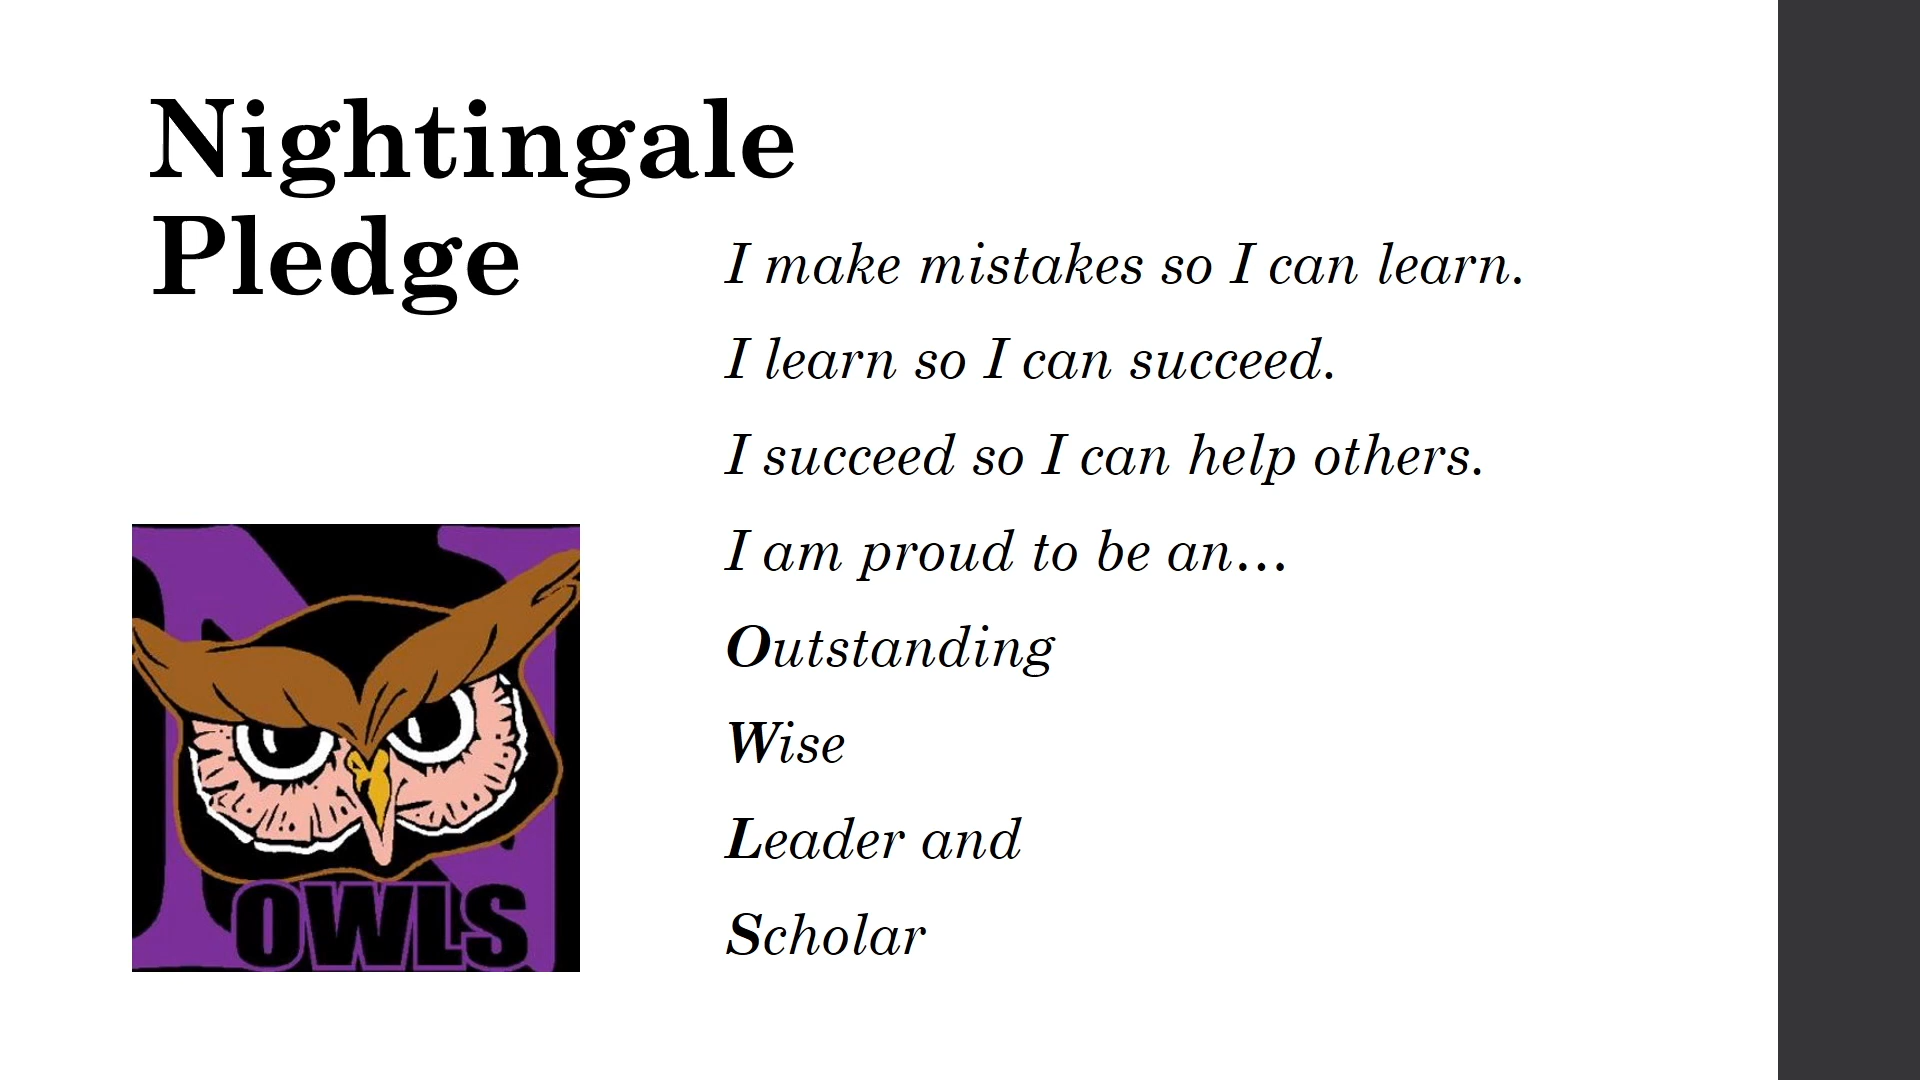 Nightingale
Pledge
I make mistakes so I can learn.
I learn so I can succeed.
I succeed so I can help others.
I am proud to be an…
Outstanding
Wise
Leader and
Scholar
OWLS